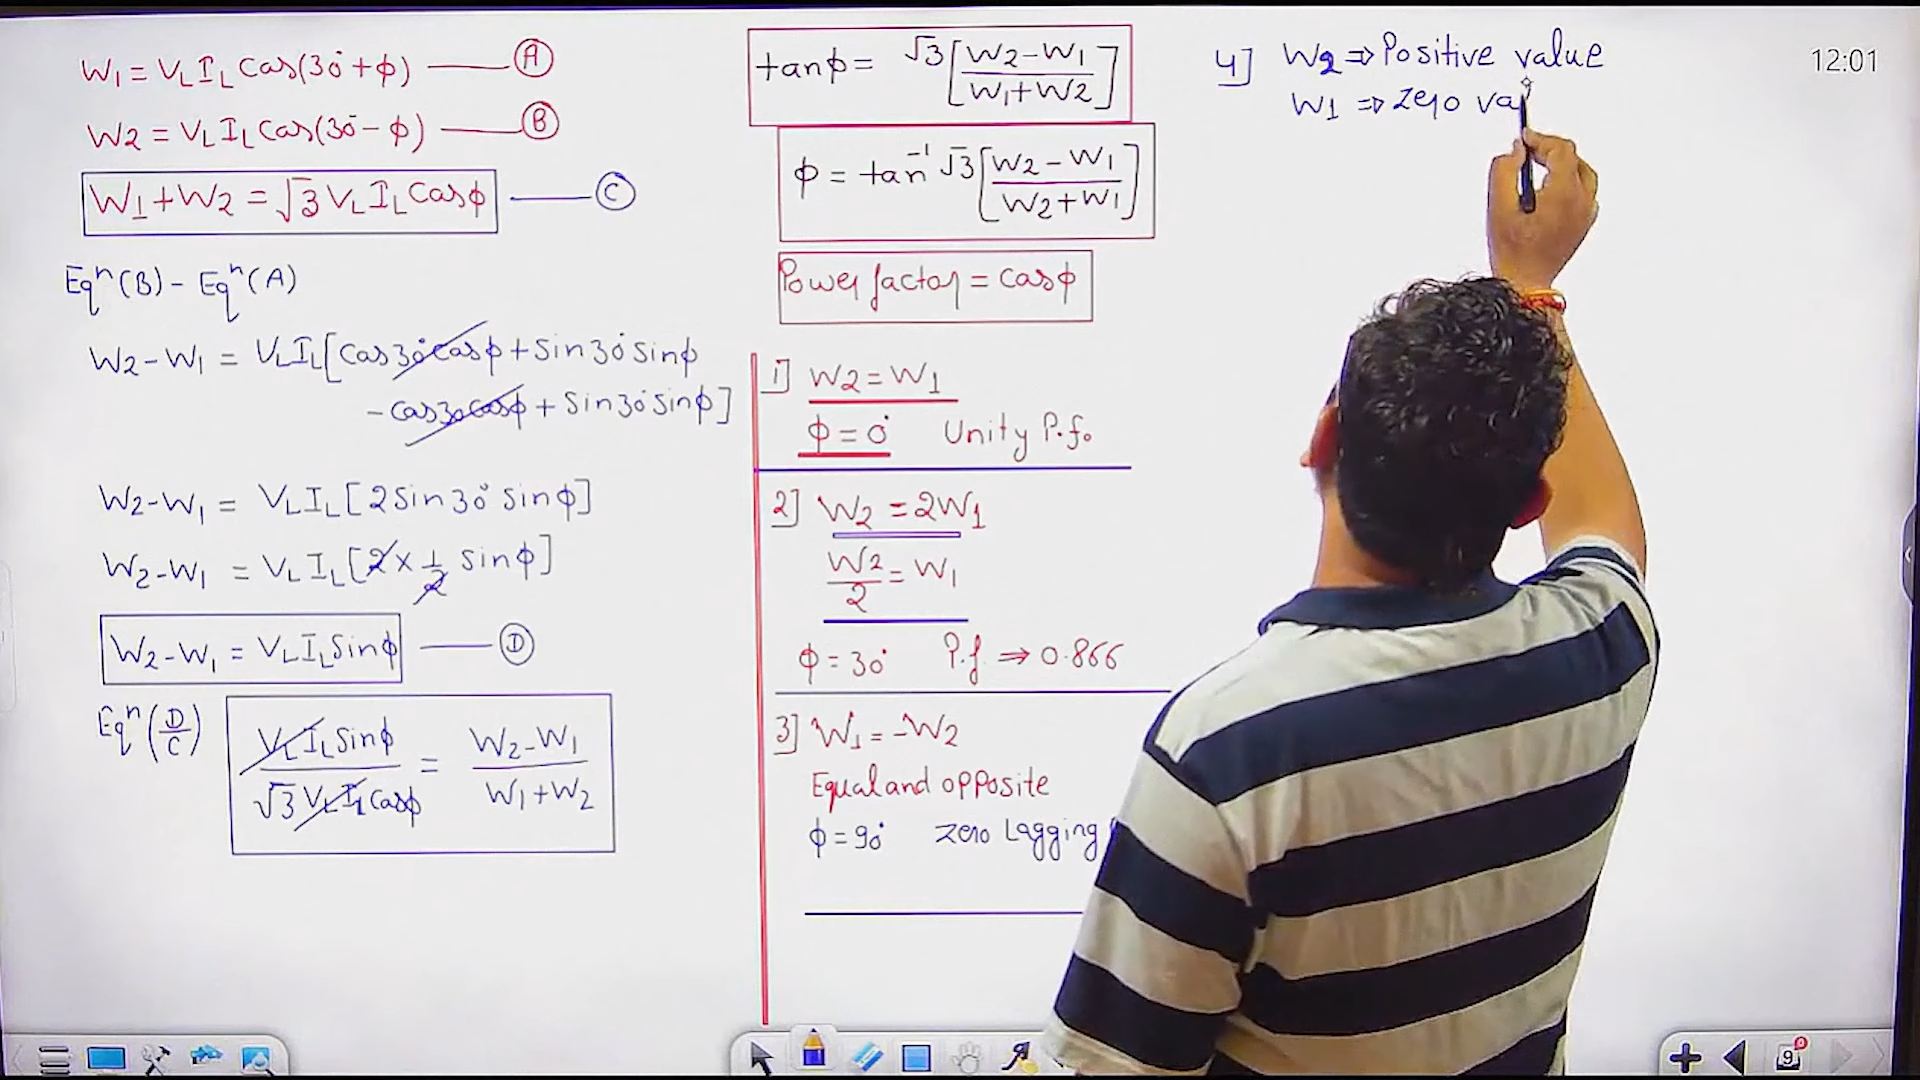 W1 = VLIL Cos(30°+φ) —— (A)
W2 = VLIL Cos(30°-φ) —— (B)
W1+W2 = √3 VLIL Cosφ —— (C)
Eqⁿ(B) - Eqⁿ(A)
W2-W1 = VLIL[Cos30°cosφ + Sin30° sinφ
- Cos30cosφ + Sin30°sinφ]
W2-W1 = VLIL[2 Sin30° Sinφ]
W2-W1 = VLIL[2 × 1/2 Sinφ]
W2-W1 = VLIL Sinφ —— (D)
Eqⁿ(D/C) VLIL Sinφ / √3 VLIL Cosφ = W2-W1 / W1+W2
tanφ = √3 [W2-W1 / W1+W2]
φ = tan⁻¹ √3 [W2-W1 / W2+W1]
Power factor = cosφ
1] W2 = W1
φ = 0° Unity P.f.
2] W2 = 2W1
W2/2 = W1
φ = 30° P.f ⇒ 0.866
3] W1 = -W2
Equal and opposite
φ = 90° Zero Lagging
4] W2 ⇒ Positive value
W1 ⇒ Zero va
12:01
9
0